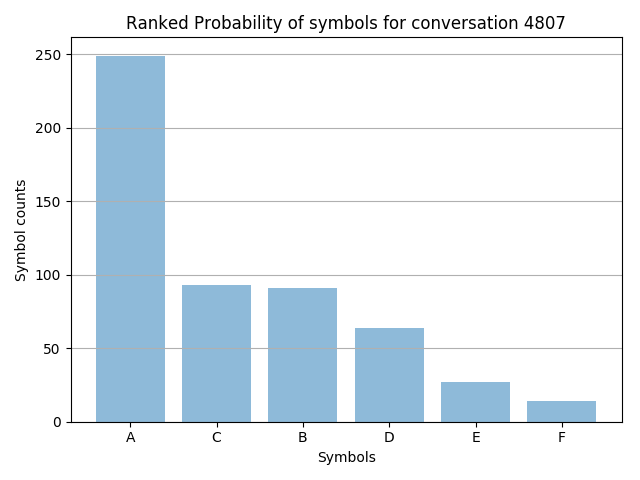 Ranked Probability of symbols for conversation 4807
250
200
150
100
50
0
Symbol counts
A C B D E F
Symbols